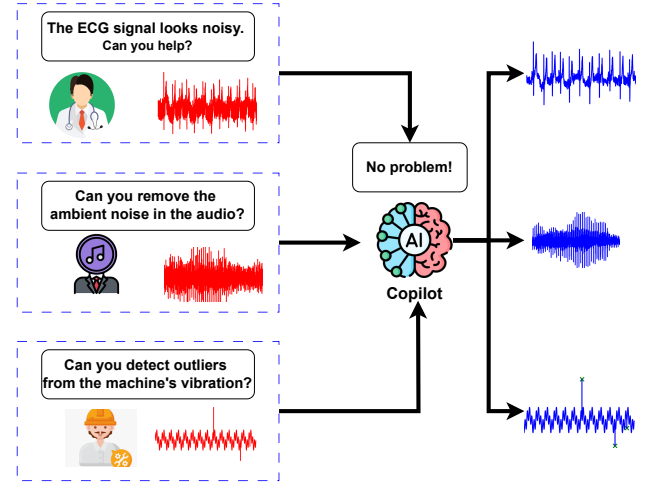 The ECG signal looks noisy.
Can you help?
No problem!
Can you remove the
ambient noise in the audio?
AI
Copilot
Can you detect outliers
from the machine's vibration?